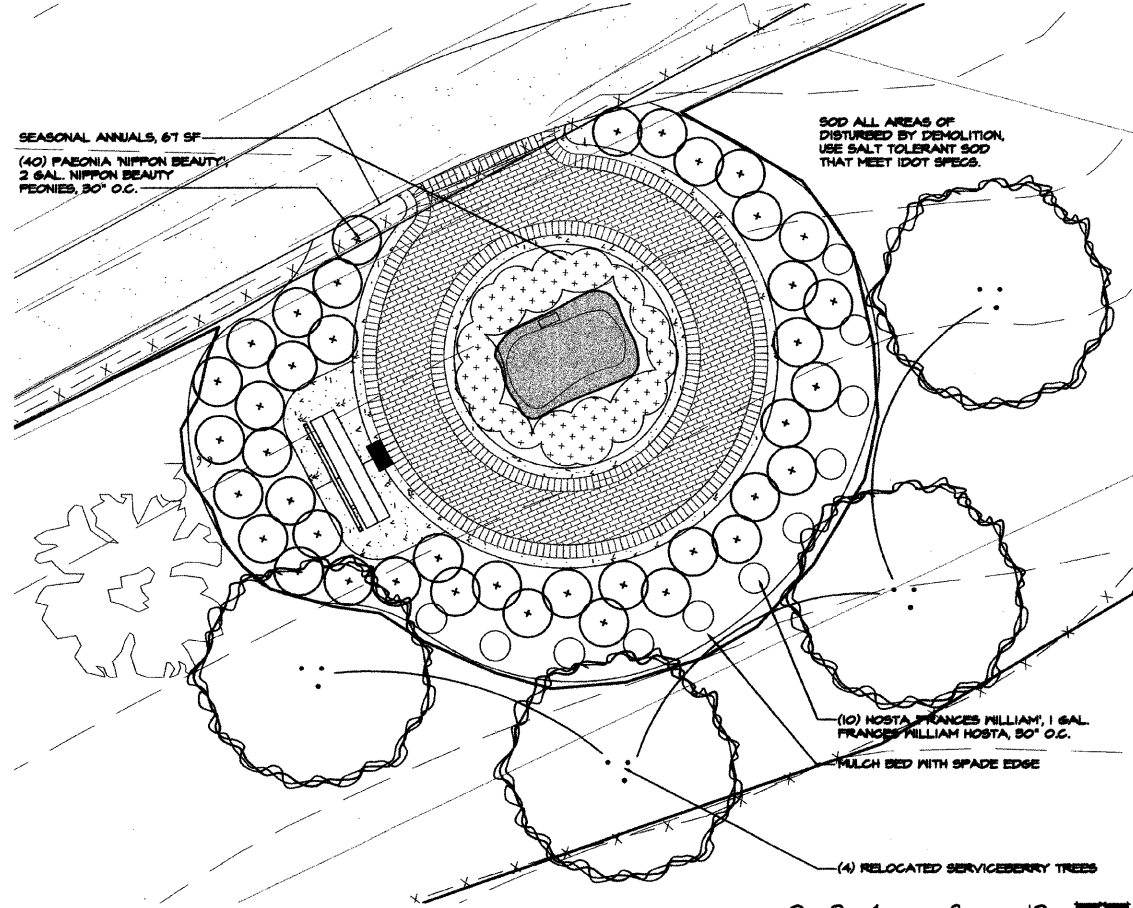 SEASONAL ANNUALS, 67 SF
(40) PAEONIA 'NIPPON BEAUTY',
2 GAL. NIPPON BEAUTY
PEONIES, 30" O.C.
SOD ALL AREAS OF
DISTURBED BY DEMOLITION,
USE SALT TOLERANT SOD
THAT MEET IDOT SPECS.
(10) HOSTA 'FRANCES WILLIAM', 1 GAL.
FRANCES WILLIAM HOSTA, 30" O.C.
MULCH BED WITH SPADE EDGE
(4) RELOCATED SERVICEBERRY TREES